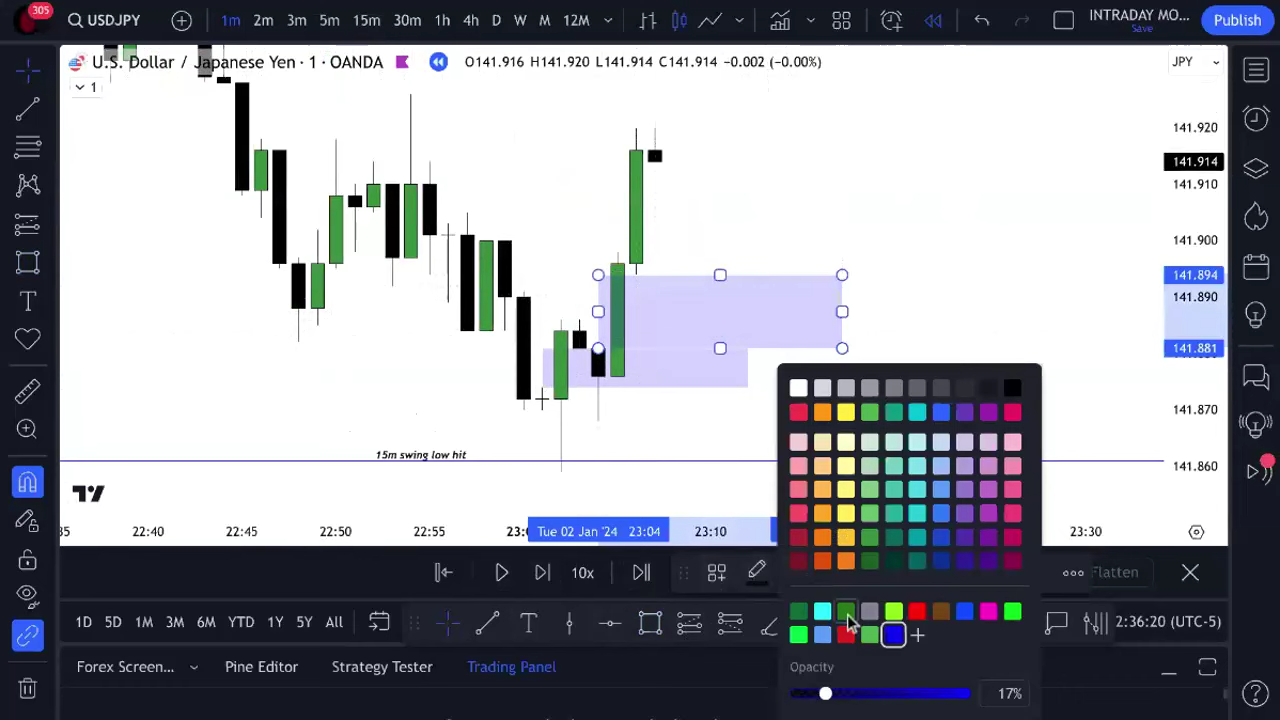 305
USDJPY 1m 2m 3m 5m 15m 30m 1h 4h D W M 12M INTRADAY MO... Save Publish
U.S. Dollar / Japanese Yen · 1 · OANDA O141.916 H141.920 L141.914 C141.914 −0.002 (−0.00%) JPY
1
141.920
141.914
141.910
141.900
141.894
141.890
141.881
141.870
15m swing low hit
141.860
:35 22:40 22:45 22:50 22:55 Tue 02 Jan '24 23:04 23:10 23:30
10x Flatten
1D 5D 1M 3M 6M YTD 1Y 5Y All 2:36:20 (UTC-5)
Forex Screen... Pine Editor Strategy Tester Trading Panel
Opacity
17%